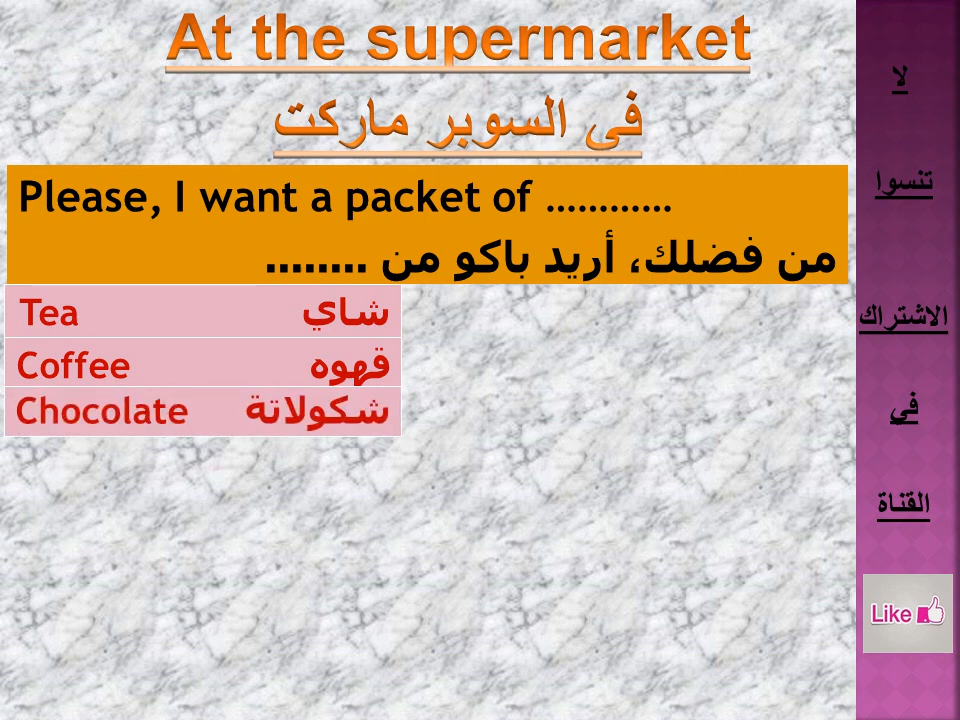 At the supermarket
فى السوبر ماركت
Please, I want a packet of …………
من فضلك، أريد باكو من ........
Tea شاي
Coffee قهوه
Chocolate شكولاتة
لا
تنسوا
الاشتراك
في
القناة
Like